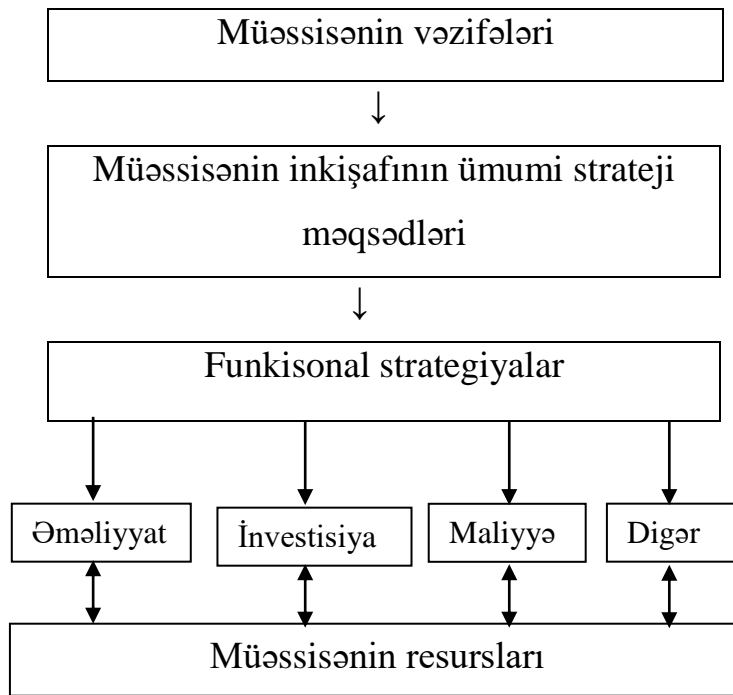 Müəssisənin vəzifələri
↓
Müəssisənin inkişafının ümumi strateji
məqsədləri
↓
Funkisonal strategiyalar
Əməliyyat
İnvestisiya
Maliyyə
Digər
Müəssisənin resursları